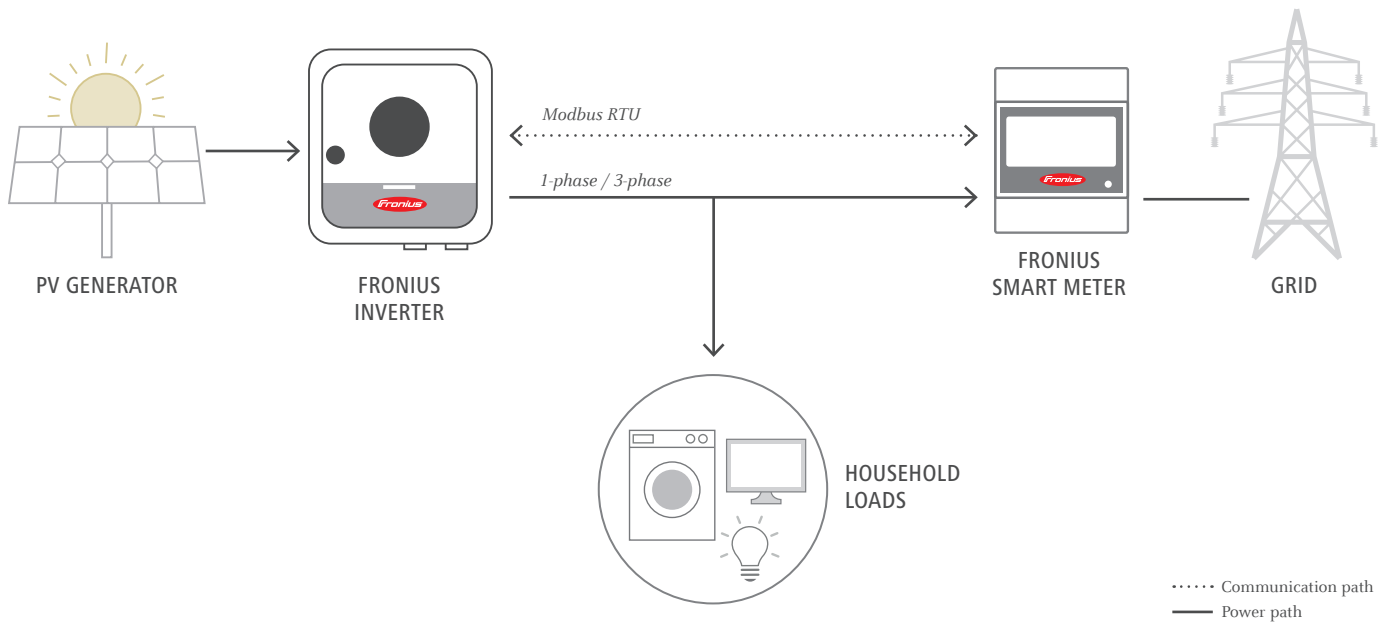 Modbus RTU
1-phase / 3-phase
Fronius
Fronius
PV GENERATOR
FRONIUS
INVERTER
FRONIUS
SMART METER
GRID
HOUSEHOLD
LOADS
Communication path
Power path